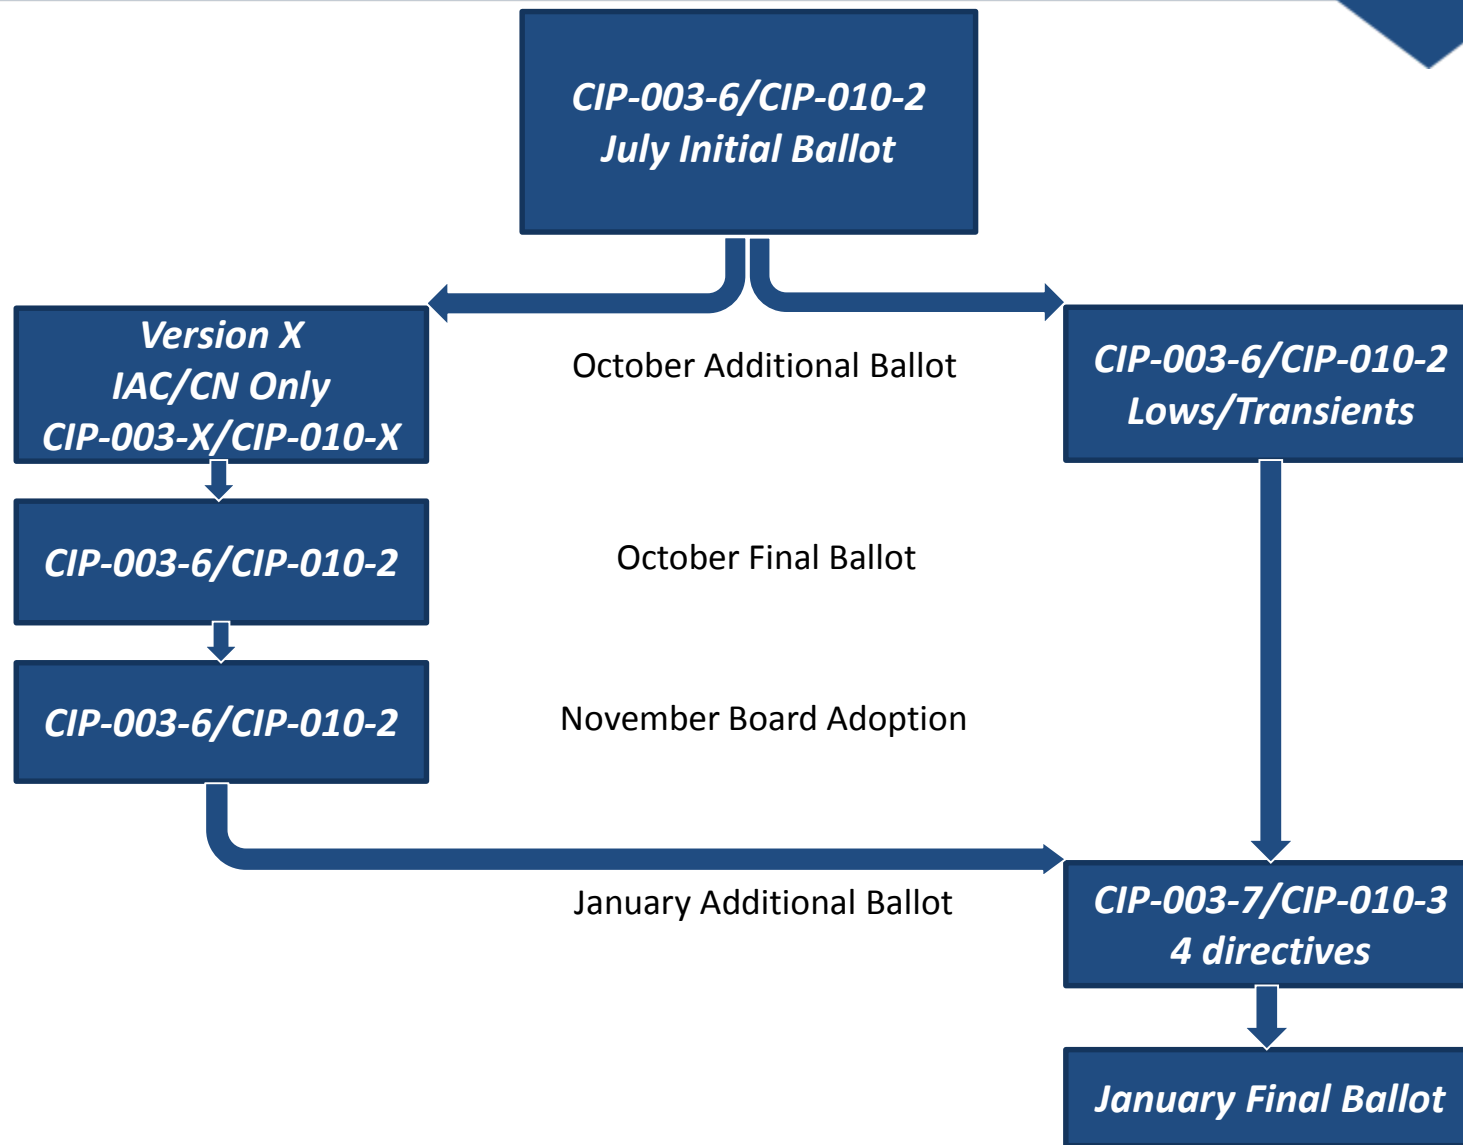 CIP-003-6/CIP-010-2
July Initial Ballot
Version X
IAC/CN Only
CIP-003-X/CIP-010-X
October Additional Ballot
CIP-003-6/CIP-010-2
Lows/Transients
CIP-003-6/CIP-010-2
October Final Ballot
CIP-003-6/CIP-010-2
November Board Adoption
January Additional Ballot
CIP-003-7/CIP-010-3
4 directives
January Final Ballot